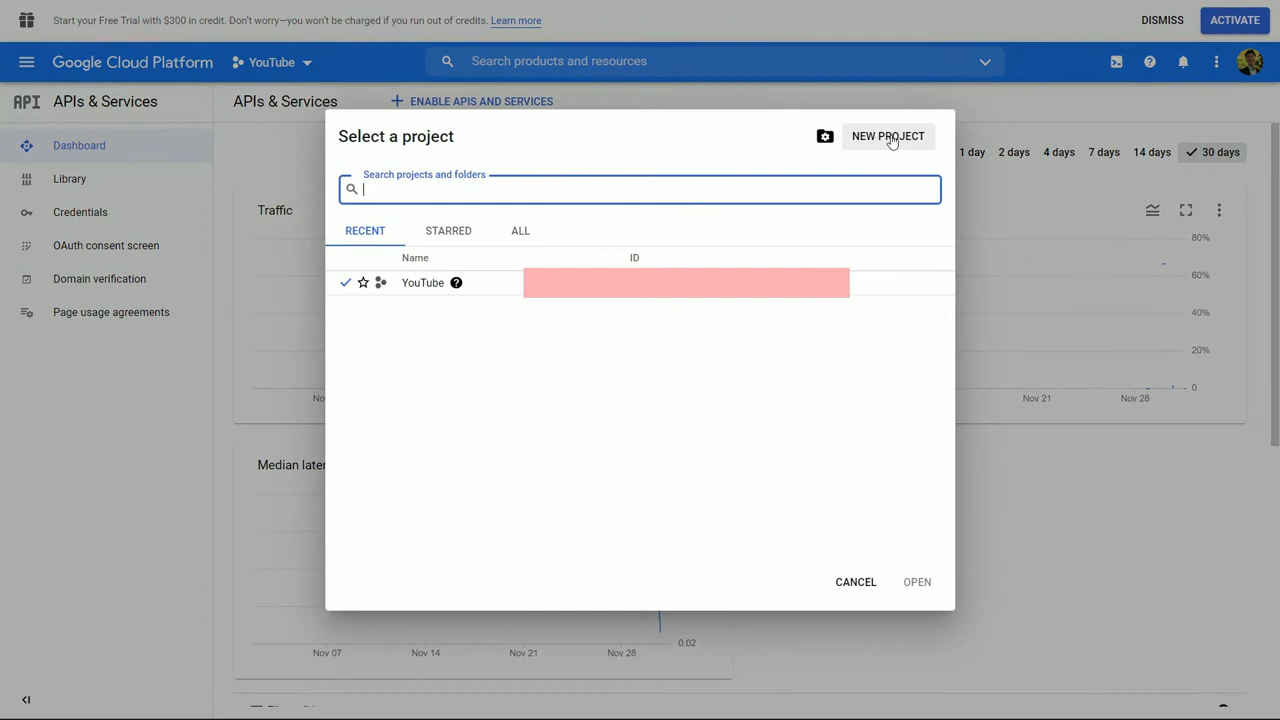 Start your Free Trial with $300 in credit. Don't worry—you won't be charged if you run out of credits. Learn more
DISMISS
ACTIVATE
Google Cloud Platform
YouTube
Search products and resources
API APIs & Services
APIs & Services
ENABLE APIS AND SERVICES
Dashboard
Library
Credentials
OAuth consent screen
Domain verification
Page usage agreements
Select a project
NEW PROJECT
Search projects and folders
RECENT STARRED ALL
Name ID
YouTube
CANCEL OPEN
1 day 2 days 4 days 7 days 14 days 30 days
Traffic
80%
60%
40%
20%
0
No
Nov 21 Nov 28
Median later
0.02
Nov 07 Nov 14 Nov 21 Nov 28